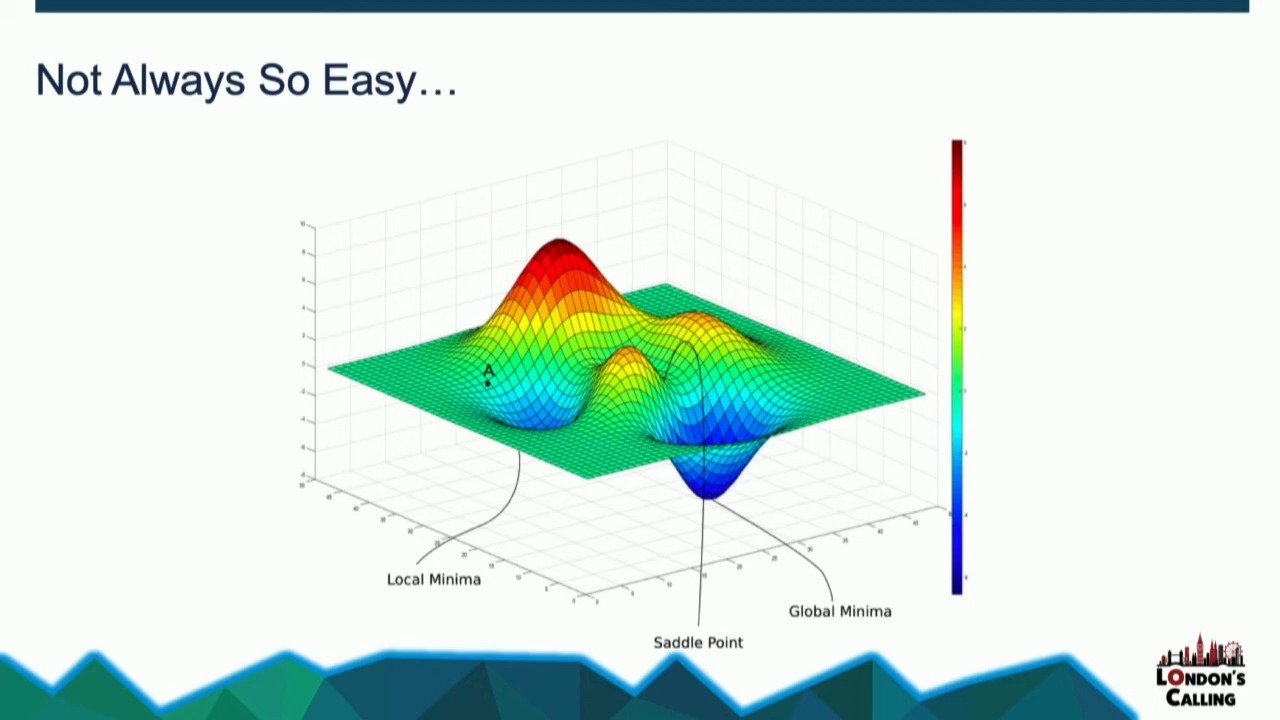 Not Always So Easy…
A
Local Minima
Global Minima
Saddle Point
LONDON'S
CALLING